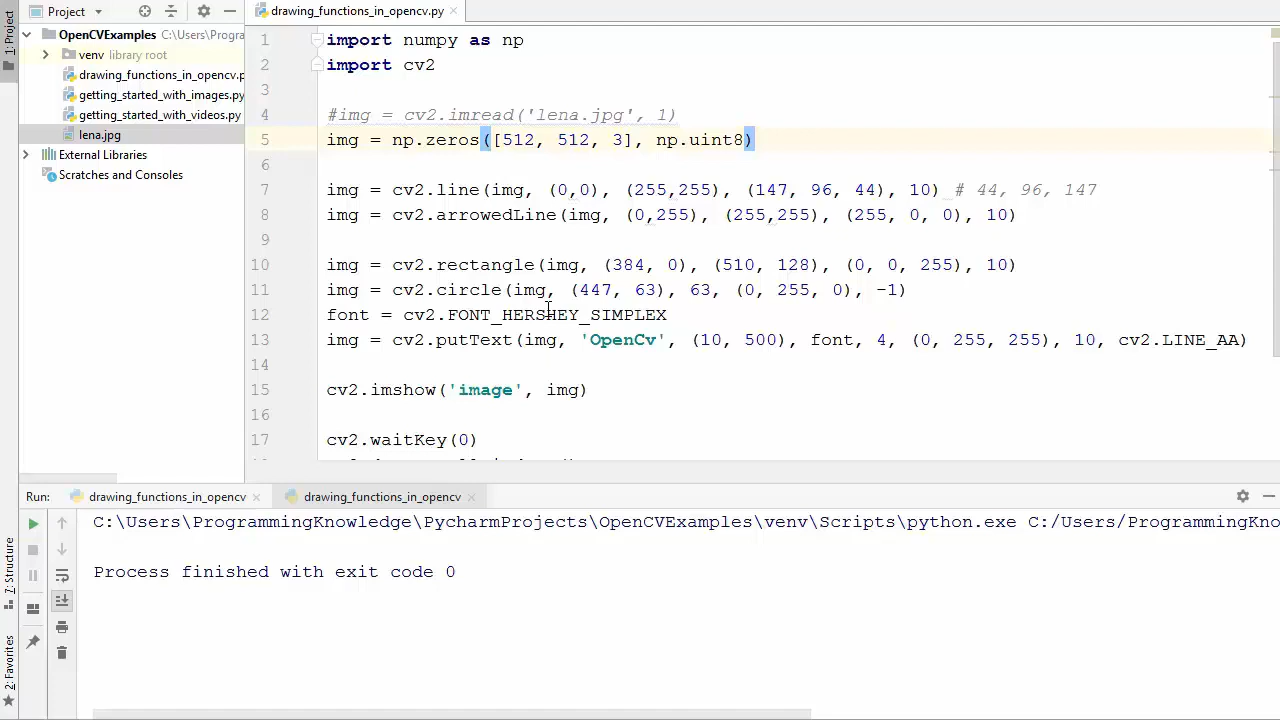 Project
drawing_functions_in_opencv.py
1: Project
OpenCVExamples C:\Users\Progra
venv library root
drawing_functions_in_opencv.p
getting_started_with_images.py
getting_started_with_videos.py
lena.jpg
External Libraries
Scratches and Consoles
1 import numpy as np
2 import cv2
3
4 #img = cv2.imread('lena.jpg', 1)
5 img = np.zeros([512, 512, 3], np.uint8)
6
7 img = cv2.line(img, (0,0), (255,255), (147, 96, 44), 10) # 44, 96, 147
8 img = cv2.arrowedLine(img, (0,255), (255,255), (255, 0, 0), 10)
9
10 img = cv2.rectangle(img, (384, 0), (510, 128), (0, 0, 255), 10)
11 img = cv2.circle(img, (447, 63), 63, (0, 255, 0), -1)
12 font = cv2.FONT_HERSHEY_SIMPLEX
13 img = cv2.putText(img, 'OpenCv', (10, 500), font, 4, (0, 255, 255), 10, cv2.LINE_AA)
14
15 cv2.imshow('image', img)
16
17 cv2.waitKey(0)
Run: drawing_functions_in_opencv drawing_functions_in_opencv
C:\Users\ProgrammingKnowledge\PycharmProjects\OpenCVExamples\venv\Scripts\python.exe C:/Users/ProgrammingKno
Process finished with exit code 0
7: Structure
2: Favorites